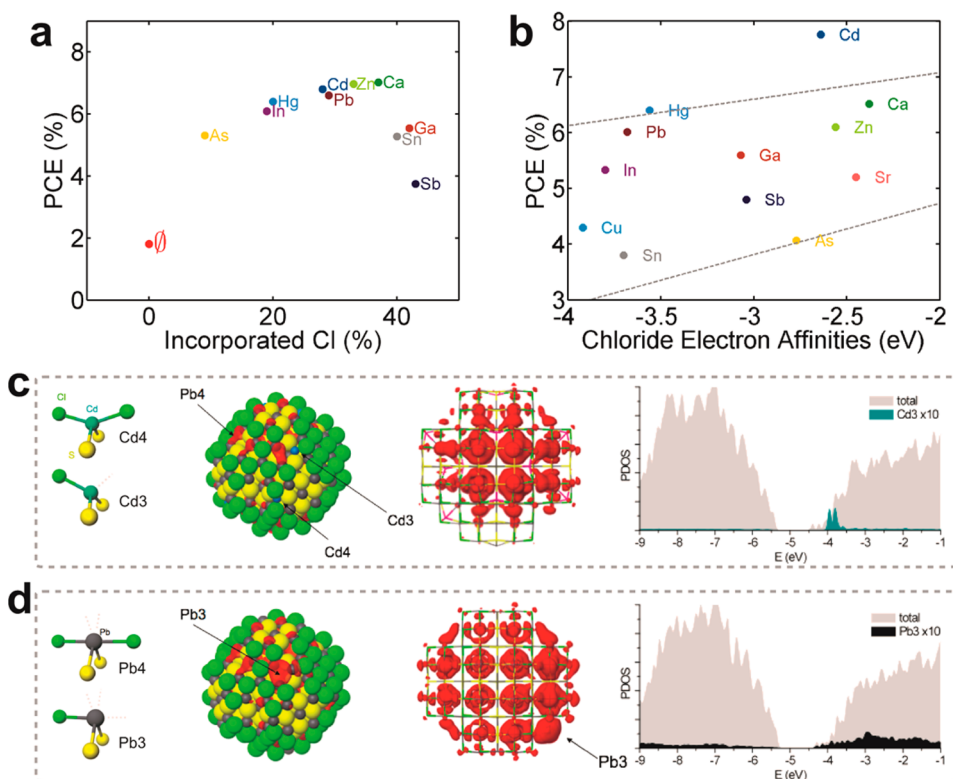 a
PCE (%)
8
6
4
2
0
0 20 40
Incorporated Cl (%)
Ø
As
Hg
In
Cd
Pb
Zn
Ca
Ga
Sn
Sb
b
PCE (%)
8
7
6
5
4
3
-4 -3.5 -3 -2.5 -2
Chloride Electron Affinities (eV)
Cd
Hg
Ca
Pb
Zn
In
Ga
Sr
Sb
Cu
As
Sn
c
Cl
Cd
S
Cd4
Cd3
Pb4
Cd3
Cd4
PDOS
total
Cd3 x10
-9 -8 -7 -6 -5 -4 -3 -2 -1
E (eV)
d
Pb
Pb4
Pb3
Pb3
Pb3
PDOS
total
Pb3 x10
-9 -8 -7 -6 -5 -4 -3 -2 -1
E (eV)